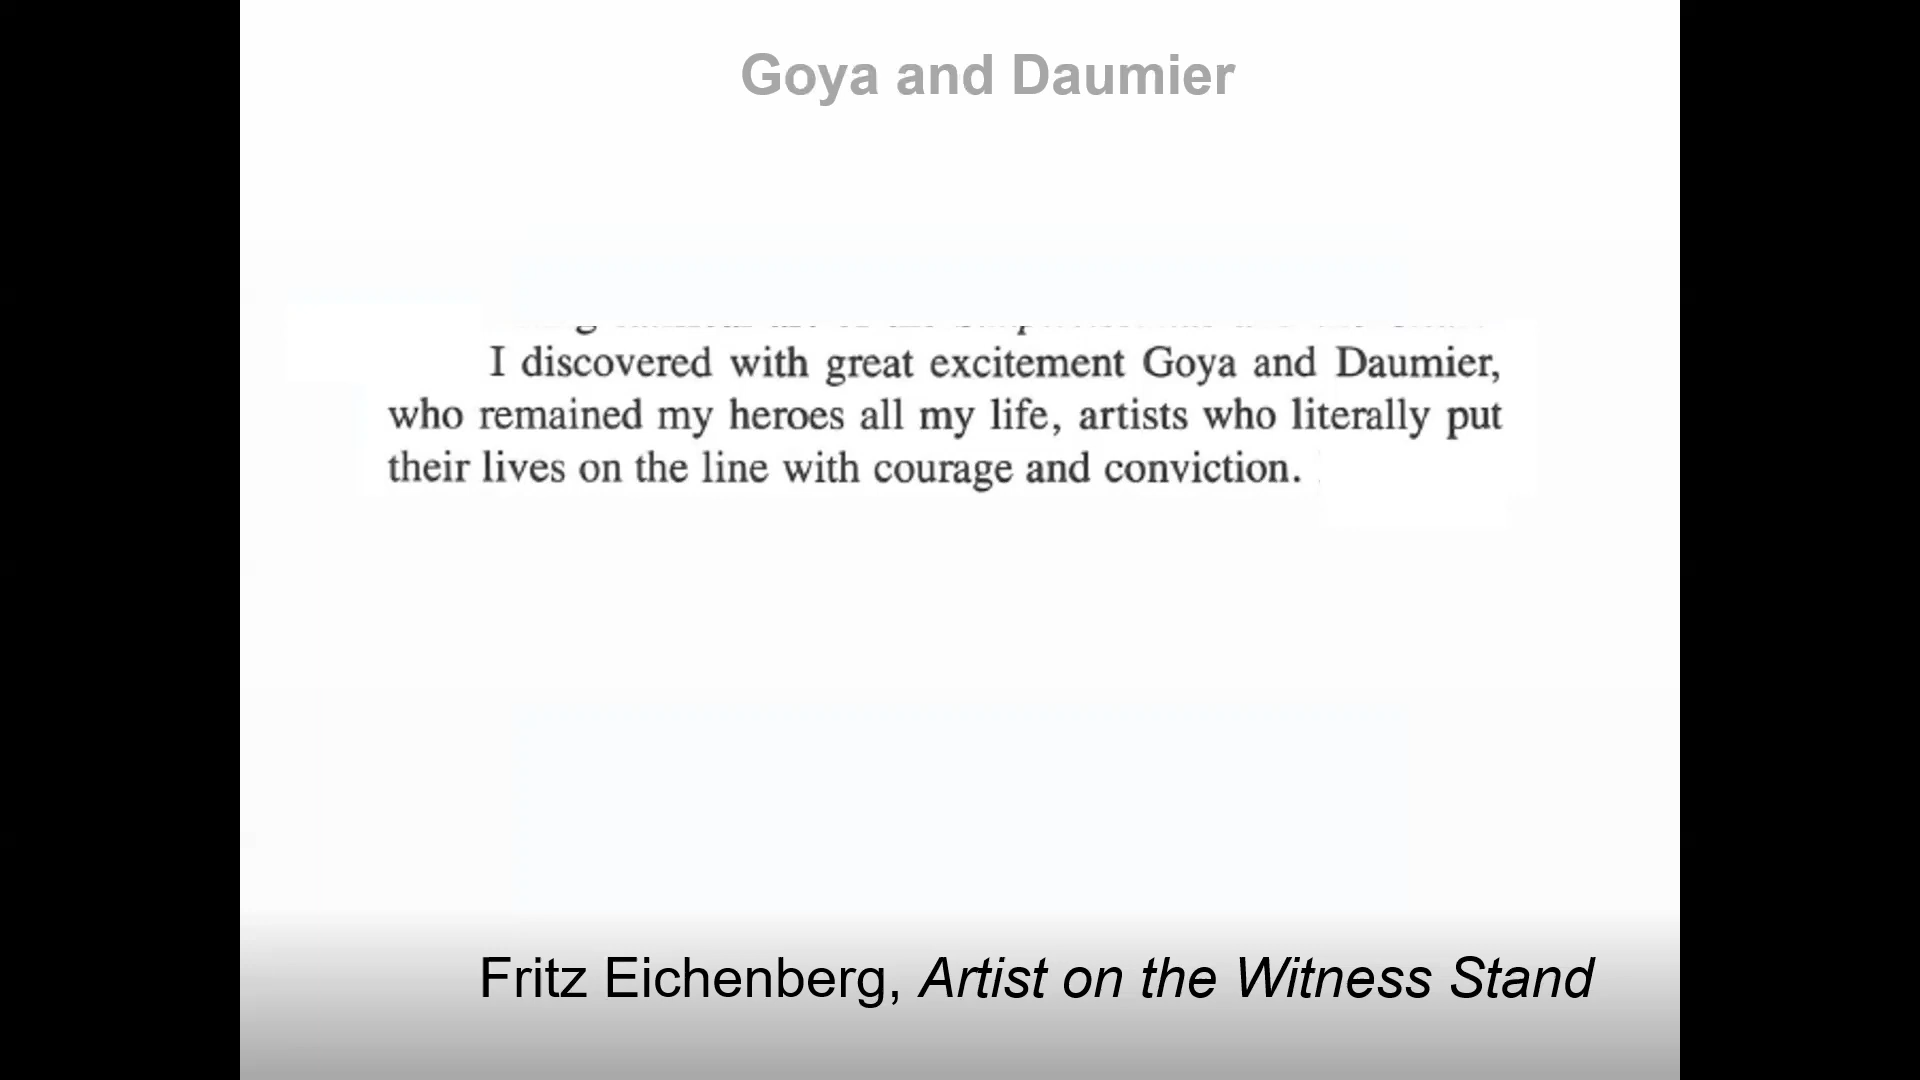 Goya and Daumier
I discovered with great excitement Goya and Daumier,
who remained my heroes all my life, artists who literally put
their lives on the line with courage and conviction.
Fritz Eichenberg, Artist on the Witness Stand